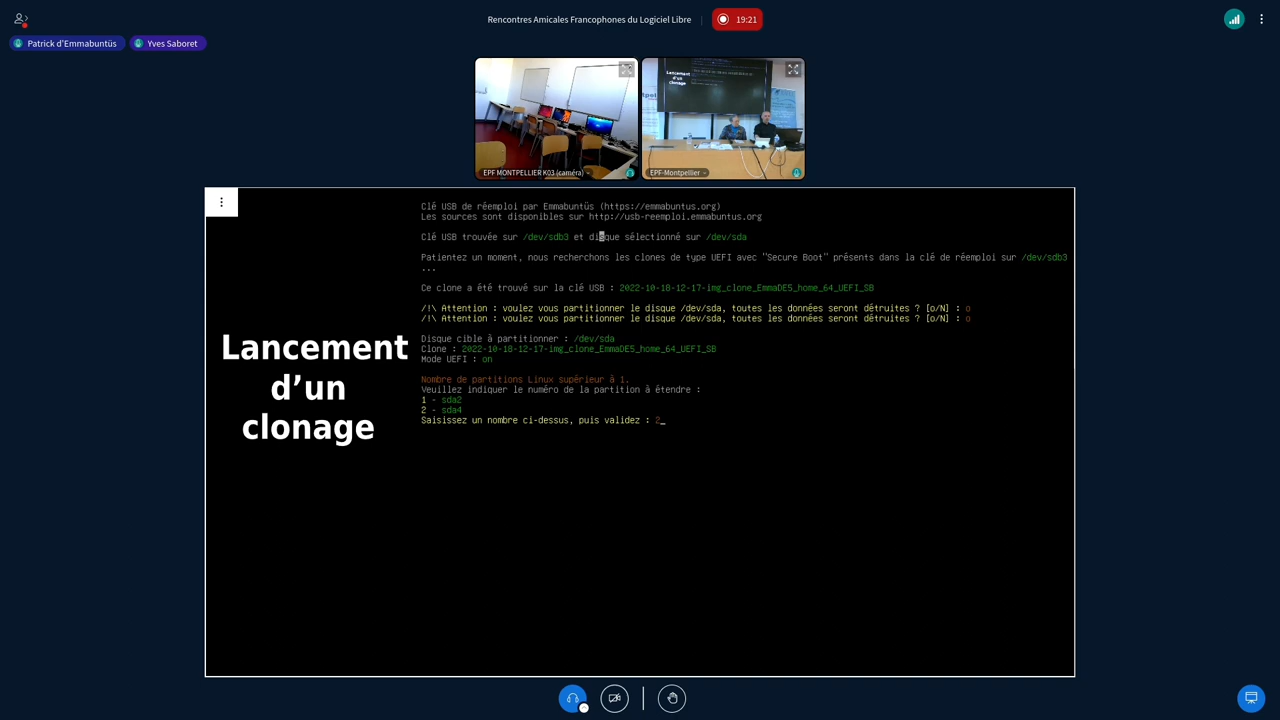 Rencontres Amicales Francophones du Logiciel Libre
19:21
Patrick d'Emmabuntüs
Yves Saboret
EPF MONTPELLIER K03 (caméra)
Lancement
d'un
clonage
EPF-Montpellier
Clé USB de réemploi par Emmabuntüs (https://emmabuntus.org)
Les sources sont disponibles sur http://usb-reemploi.emmabuntus.org
Clé USB trouvée sur /dev/sdb3 et disque sélectionné sur /dev/sda
Patientez un moment, nous recherchons les clones de type UEFI avec "Secure Boot" présents dans la clé de réemploi sur /dev/sdb3
...
Ce clone a été trouvé sur la clé USB : 2022-10-18-12-17-img_clone_EmmaDE5_home_64_UEFI_SB
/!\ Attention : voulez vous partitionner le disque /dev/sda, toutes les données seront détruites ? [o/N] : o
/!\ Attention : voulez vous partitionner le disque /dev/sda, toutes les données seront détruites ? [o/N] : o
Disque cible à partitionner : /dev/sda
Clone : 2022-10-18-12-17-img_clone_EmmaDE5_home_64_UEFI_SB
Mode UEFI : on
Nombre de partitions Linux supérieur à 1.
Veuillez indiquer le numéro de la partition à étendre :
1 - sda2
2 - sda4
Saisissez un nombre ci-dessus, puis validez : 2_
Lancement
d'un
clonage